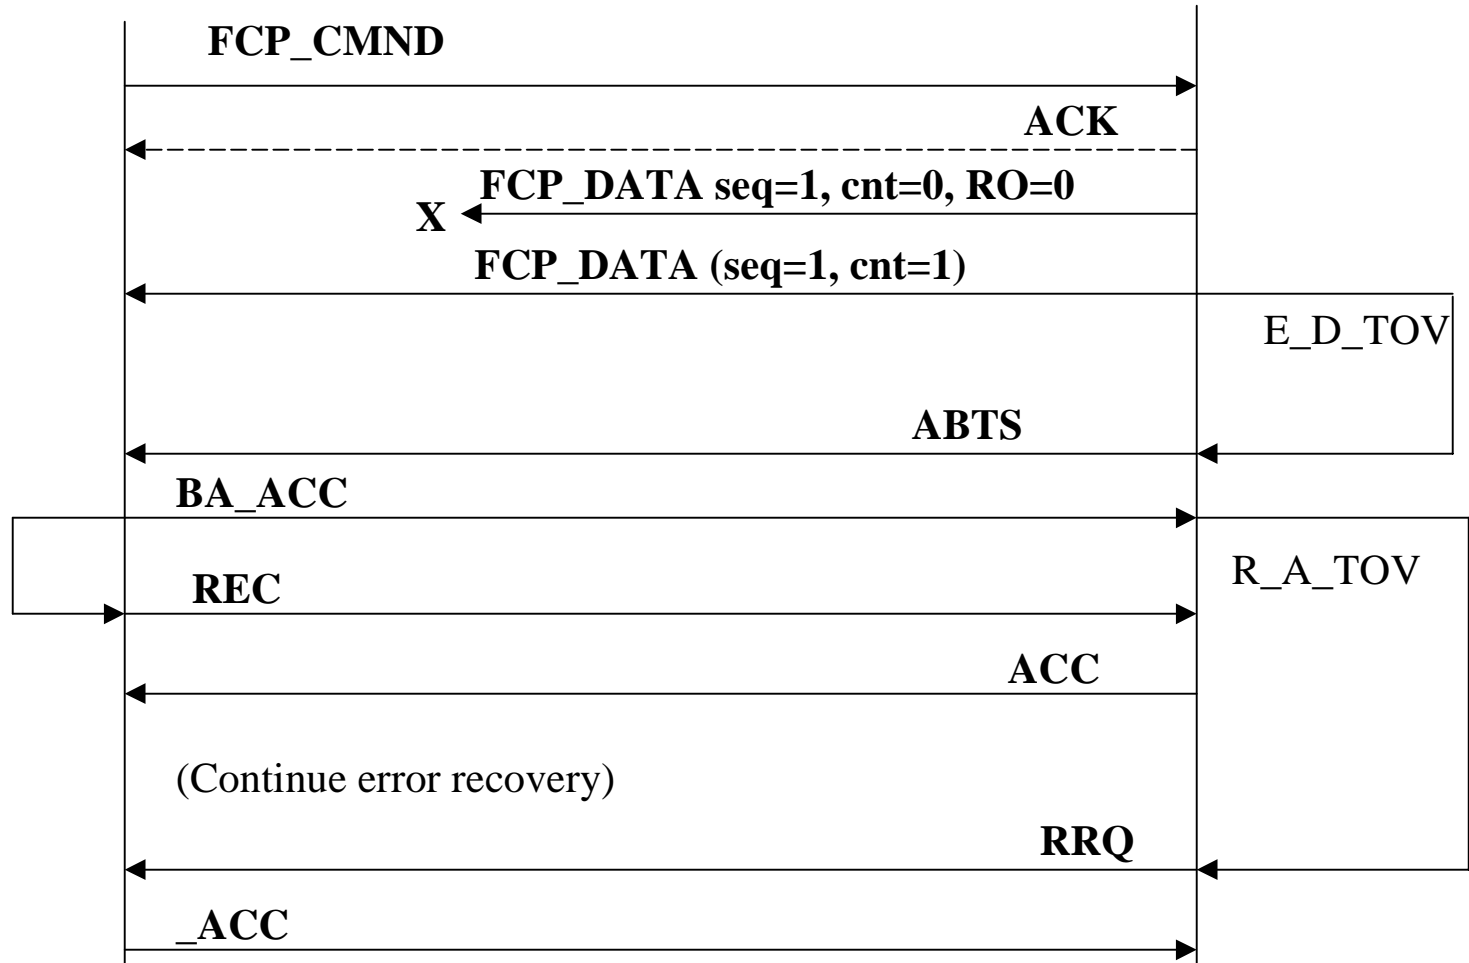 FCP_CMND
ACK
FCP_DATA seq=1, cnt=0, RO=0
X
FCP_DATA (seq=1, cnt=1)
E_D_TOV
ABTS
BA_ACC
R_A_TOV
REC
ACC
(Continue error recovery)
RRQ
_ACC